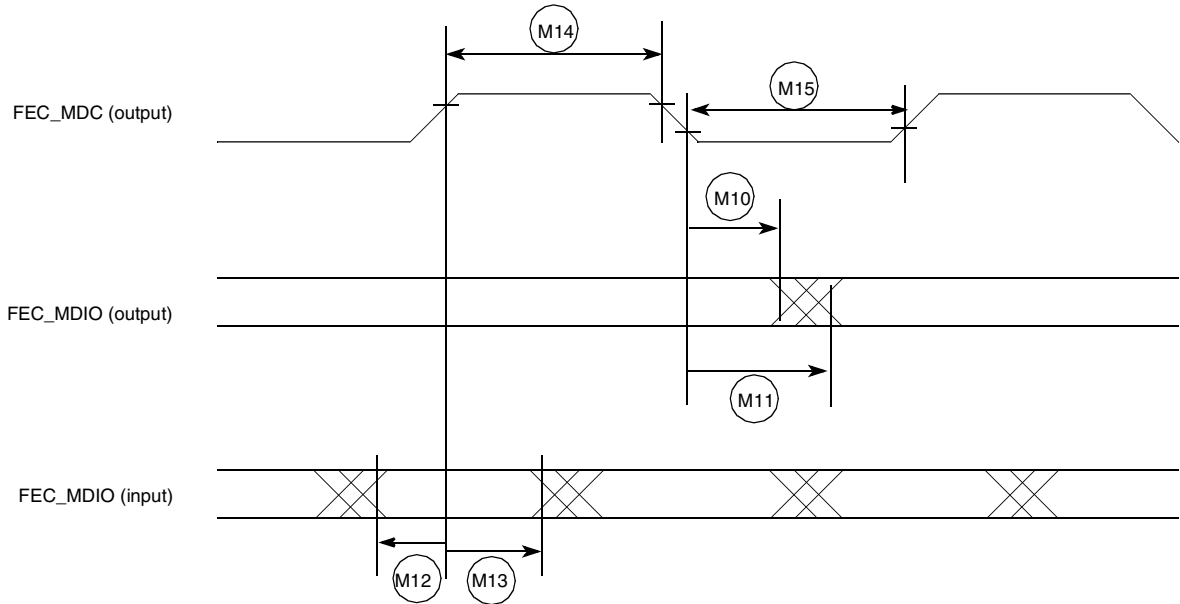 M14
M15
FEC_MDC (output)
M10
FEC_MDIO (output)
M11
FEC_MDIO (input)
M12
M13